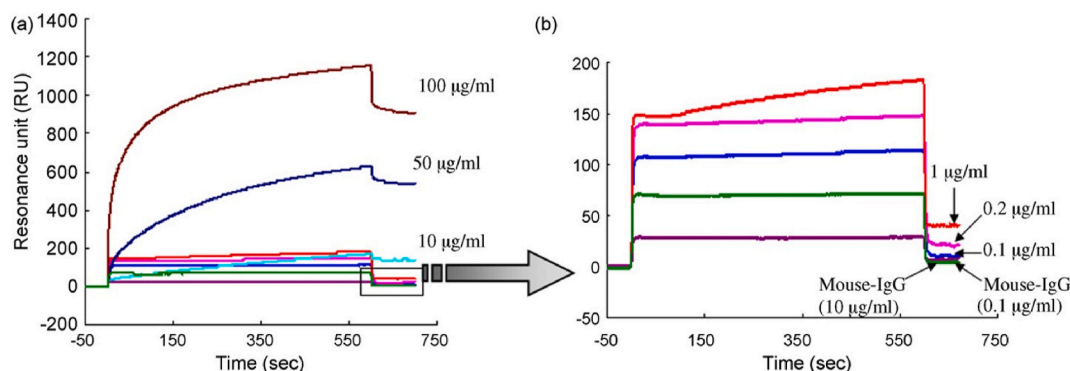 (a)
1400
1200
1000
800
600
400
200
0
-200
Resonance unit (RU)
100 μg/ml
50 μg/ml
10 μg/ml
-50
150
350
550
750
Time (sec)
(b)
200
150
100
50
0
-50
1 μg/ml
0.2 μg/ml
0.1 μg/ml
Mouse-IgG
(10 μg/ml)
Mouse-IgG
(0.1 μg/ml)
-50
150
350
550
750
Time (sec)